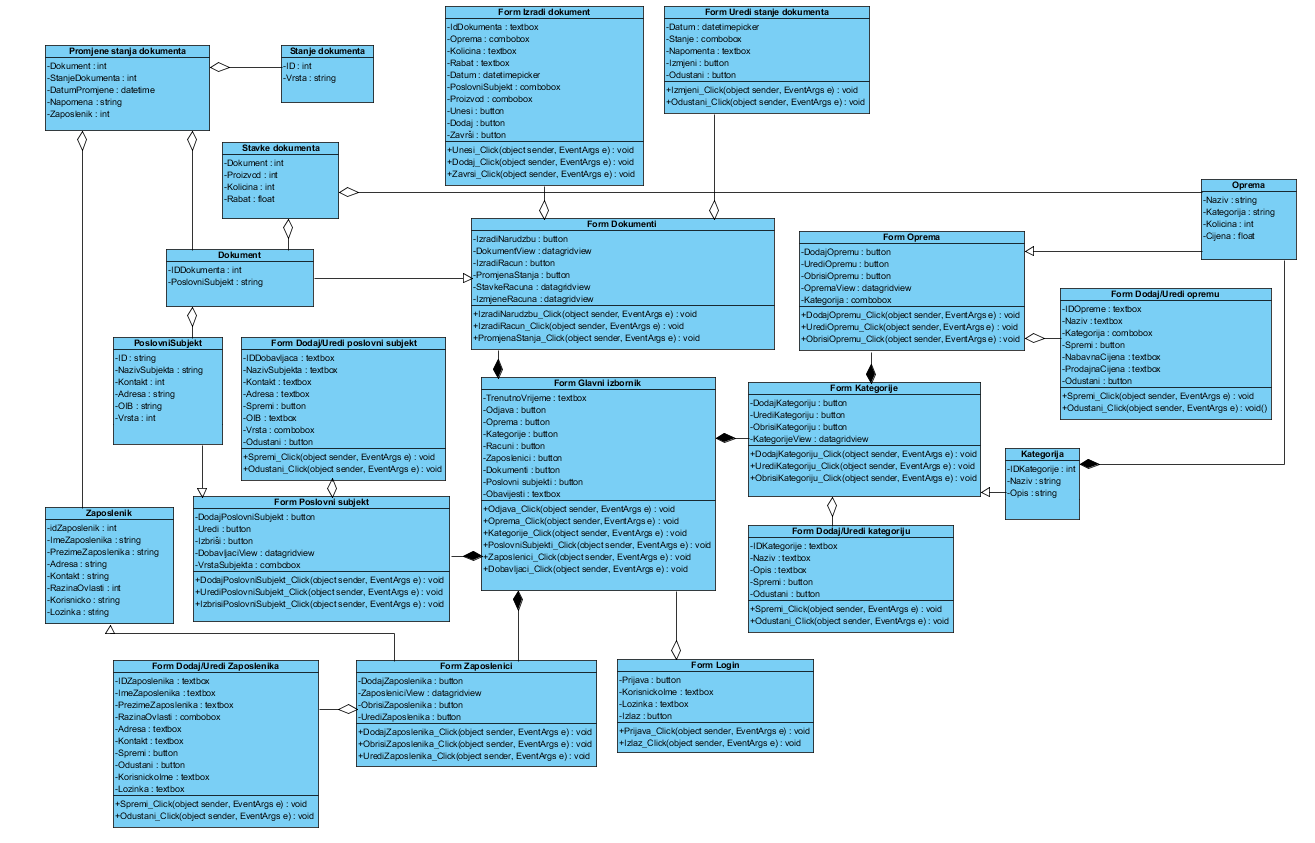 Form Izradi dokument
-IdDokumenta : textbox
-Oprema : combobox
-Kolicina : textbox
-Rabat : textbox
-Datum : datetimepicker
-PoslovniSubjekt : combobox
-Proizvod : combobox
-Unesi : button
-Dodaj : button
-Završi : button
+Unesi_Click(object sender, EventArgs e) : void
+Dodaj_Click(object sender, EventArgs e) : void
+Zavrsi_Click(object sender, EventArgs e) : void
Form Uredi stanje dokumenta
-Datum : datetimepicker
-Stanje : combobox
-Napomenta : textbox
-Izmjeni : button
-Odustani : button
+Izmjeni_Click(object sender, EventArgs e) : void
+Odustani_Click(object sender, EventArgs e) : void
Promjene stanja dokumenta
-Dokument : int
-StanjeDokumenta : int
-DatumPromjene : datetime
-Napomena : string
-Zaposlenik : int
Stanje dokumenta
-ID : int
-Vrsta : string
Stavke dokumenta
-Dokument : int
-Proizvod : int
-Kolicina : int
-Rabat : float
Oprema
-Naziv : string
-Kategorija : string
-Kolicina : int
-Cijena : float
Form Dokumenti
-IzradiNarudzbu : button
-DokumentView : datagridview
-IzradiRacun : button
-PromjenaStanja : button
-StavkeRacuna : datagridview
-IzmjeneRacuna : datagridview
+IzradiNarudzbu_Click(object sender, EventArgs e) : void
+IzradiRacun_Click(object sender, EventArgs e) : void
+PromjenaStanja_Click(object sender, EventArgs e) : void
Form Oprema
-DodajOpremu : button
-UrediOpremu : button
-ObrisiOpremu : button
-OpremaView : datagridview
-Kategorija : combobox
+DodajOpremu_Click(object sender, EventArgs e) : void
+UrediOpremu_Click(object sender, EventArgs e) : void
+ObrisiOpremu_Click(object sender, EventArgs e) : void
Dokument
-IDDokumenta : int
-PoslovniSubjekt : string
Form Dodaj/Uredi opremu
-IDOpreme : textbox
-Naziv : textbox
-Kategorija : combobox
-Spremi : button
-NabavnaCijena : textbox
-ProdajnaCijena : textbox
-Odustani : button
+Spremi_Click(object sender, EventArgs e) : void
+Odustani_Click(object sender, EventArgs e) : void()
PoslovniSubjekt
-ID : string
-NazivSubjekta : string
-Kontakt : int
-Adresa : string
-OIB : string
-Vrsta : int
Form Dodaj/Uredi poslovni subjekt
-IDDobavljaca : textbox
-NazivSubjekta : textbox
-Kontakt : textbox
-Adresa : textbox
-Spremi : button
-OIB : textbox
-Vrsta : combobox
-Odustani : button
+Spremi_Click(object sender, EventArgs e) : void
+Odustani_Click(object sender, EventArgs e) : void
Form Glavni izbornik
-TrenutnoVrijeme : textbox
-Odjava : button
-Oprema : button
-Kategorije : button
-Racuni : button
-Zaposlenici : button
-Dokumenti : button
-Poslovni subjekti : button
-Obavijesti : textbox
+Odjava_Click(object sender, EventArgs e) : void
+Oprema_Click(object sender, EventArgs e) : void
+Kategorije_Click(object sender, EventArgs e) : void
+PoslovniSubjekti_Click(object sender, EventArgs e) : void
+Zaposlenici_Click(object sender, EventArgs e) : void
+Dobavljaci_Click(object sender, EventArgs e) : void
Form Kategorije
-DodajKategoriju : button
-UrediKategoriju : button
-ObrisiKategoriju : button
-KategorijeView : datagridview
+DodajKategoriju_Click(object sender, EventArgs e) : void
+UrediKategoriju_Click(object sender, EventArgs e) : void
+ObrisiKategoriju_Click(object sender, EventArgs e) : void
Kategorija
-IDKategorije : int
-Naziv : string
-Opis : string
Zaposlenik
-idZaposlenik : int
-ImeZaposlenika : string
-PrezimeZaposlenika : string
-Adresa : string
-Kontakt : string
-RazinaOvlasti : int
-Korisnicko : string
-Lozinka : string
Form Poslovni subjekt
-DodajPoslovniSubjekt : button
-Uredi : button
-Izbriši : button
-DobavljaciView : datagridview
-VrstaSubjekta : combobox
+DodajPoslovniSubjekt_Click(object sender, EventArgs e) : void
+UrediPoslovniSubjekt_Click(object sender, EventArgs e) : void
+IzbrisiPoslovniSubjekt_Click(object sender, EventArgs e) : void
Form Dodaj/Uredi kategoriju
-IDKategorije : textbox
-Naziv : textbox
-Opis : textbox
-Spremi : button
-Odustani : button
+Spremi_Click(object sender, EventArgs e) : void
+Odustani_Click(object sender, EventArgs e) : void
Form Dodaj/Uredi Zaposlenika
-IDZaposlenika : textbox
-ImeZaposlenika : textbox
-PrezimeZaposlenika : textbox
-RazinaOvlasti : combobox
-Adresa : textbox
-Kontakt : textbox
-Spremi : button
-Odustani : button
-KorisnickoIme : textbox
-Lozinka : textbox
+Spremi_Click(object sender, EventArgs e) : void
+Odustani_Click(object sender, EventArgs e) : void
Form Zaposlenici
-DodajZaposlenika : button
-ZaposleniciView : datagridview
-ObrisiZaposlenika : button
-UrediZaposlenika : button
+DodajZaposlenika_Click(object sender, EventArgs e) : void
+ObrisiZaposlenika_Click(object sender, EventArgs e) : void
+UrediZaposlenika_Click(object sender, EventArgs e) : void
Form Login
-Prijava : button
-KorisnickoIme : textbox
-Lozinka : textbox
-Izlaz : button
+Prijava_Click(object sender, EventArgs e) : void
+Izlaz_Click(object sender, EventArgs e) : void